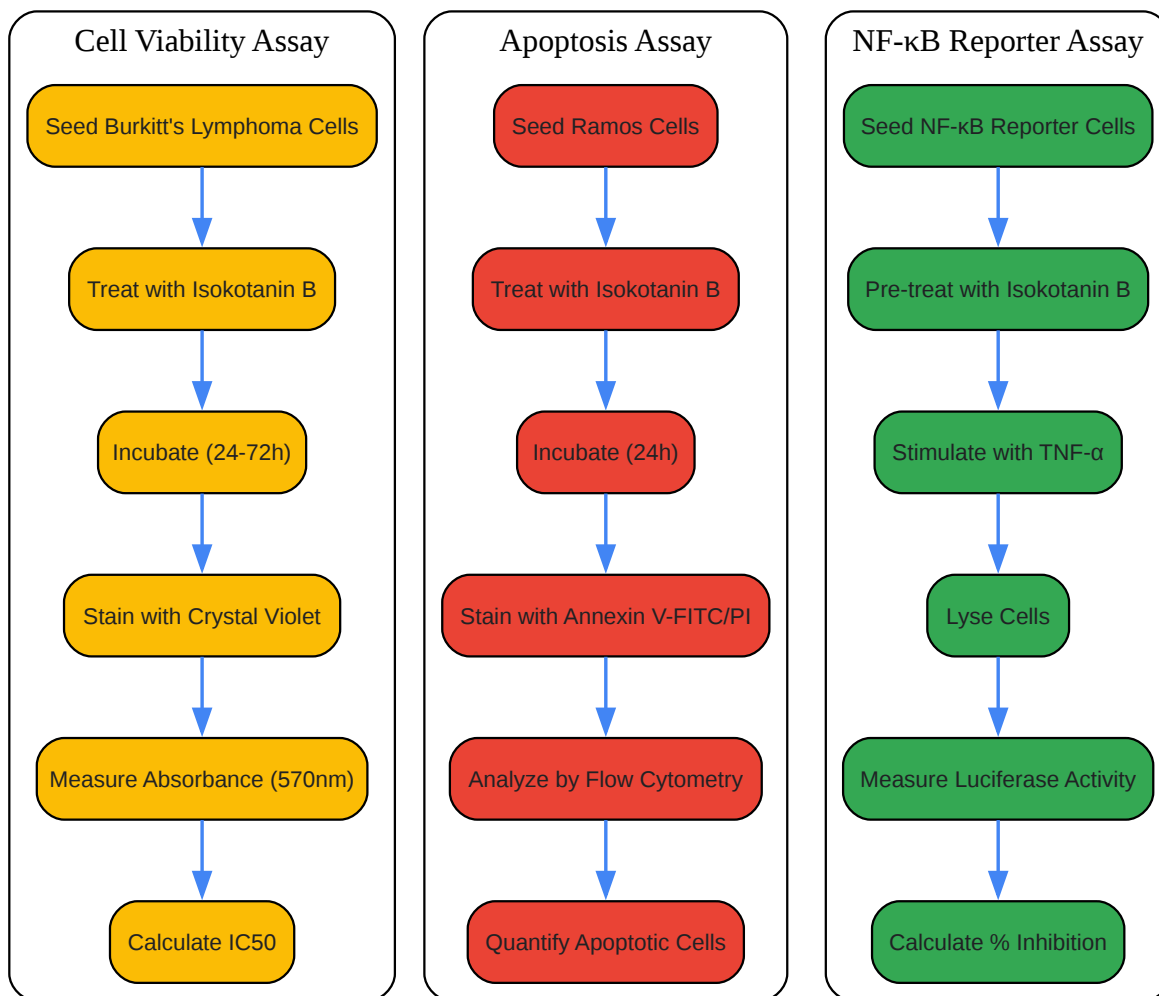 Cell Viability Assay
Seed Burkitt's Lymphoma Cells
Treat with Isokotanin B
Incubate (24-72h)
Stain with Crystal Violet
Measure Absorbance (570nm)
Calculate IC50
Apoptosis Assay
Seed Ramos Cells
Treat with Isokotanin B
Incubate (24h)
Stain with Annexin V-FITC/PI
Analyze by Flow Cytometry
Quantify Apoptotic Cells
NF-κB Reporter Assay
Seed NF-κB Reporter Cells
Pre-treat with Isokotanin B
Stimulate with TNF-α
Lyse Cells
Measure Luciferase Activity
Calculate % Inhibition